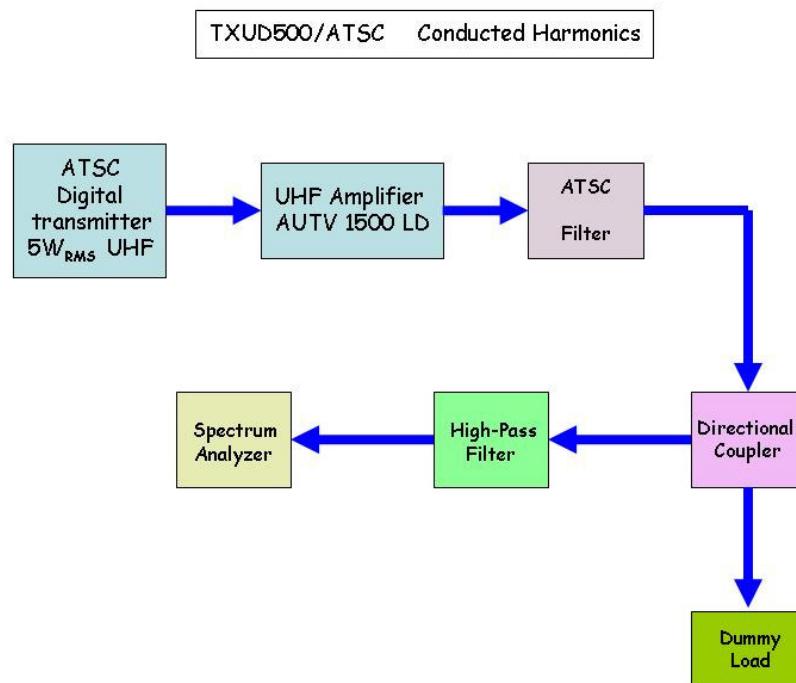 TXUD500/ATSC Conducted Harmonics
ATSC
Digital
transmitter
5W_RMS UHF
UHF Amplifier
AUTV 1500 LD
ATSC
Filter
Spectrum
Analyzer
High-Pass
Filter
Directional
Coupler
Dummy
Load